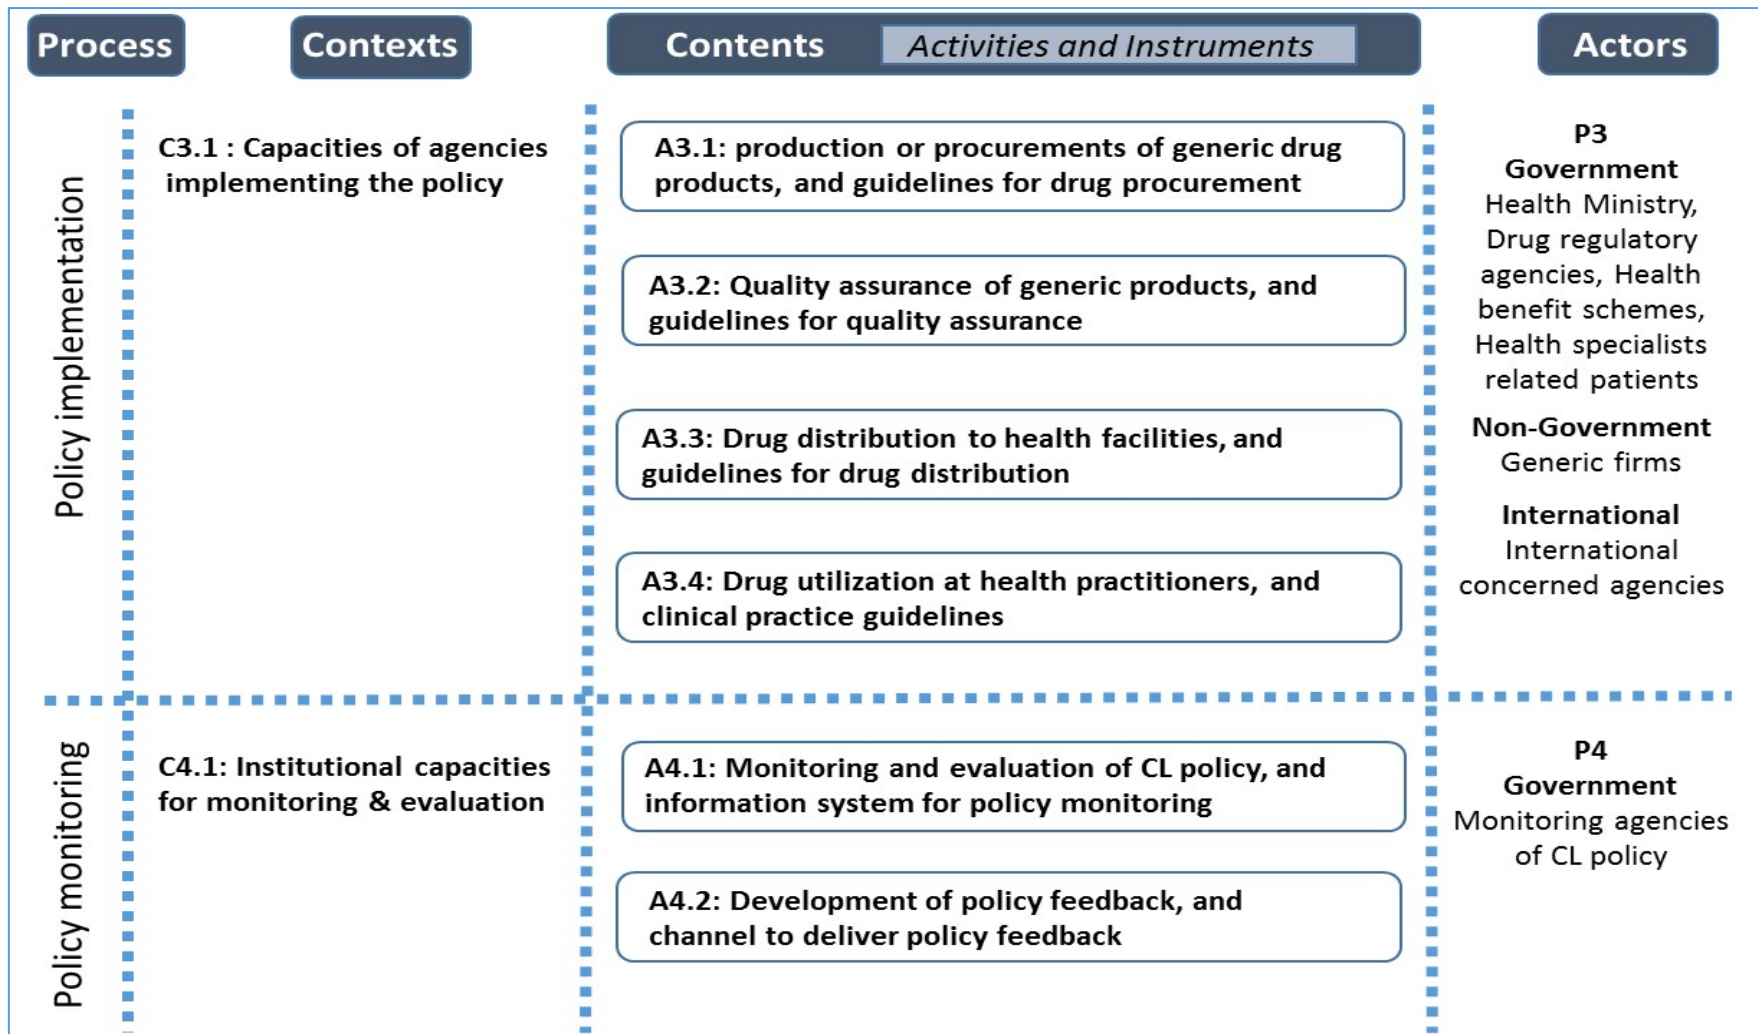 Process
Contexts
Contents
Activities and Instruments
Actors
Policy implementation
C3.1 : Capacities of agencies
implementing the policy
A3.1: production or procurements of generic drug
products, and guidelines for drug procurement
A3.2: Quality assurance of generic products, and
guidelines for quality assurance
A3.3: Drug distribution to health facilities, and
guidelines for drug distribution
A3.4: Drug utilization at health practitioners, and
clinical practice guidelines
P3
Government
Health Ministry,
Drug regulatory
agencies, Health
benefit schemes,
Health specialists
related patients
Non-Government
Generic firms
International
International
concerned agencies
Policy monitoring
C4.1: Institutional capacities
for monitoring & evaluation
A4.1: Monitoring and evaluation of CL policy, and
information system for policy monitoring
A4.2: Development of policy feedback, and
channel to deliver policy feedback
P4
Government
Monitoring agencies
of CL policy